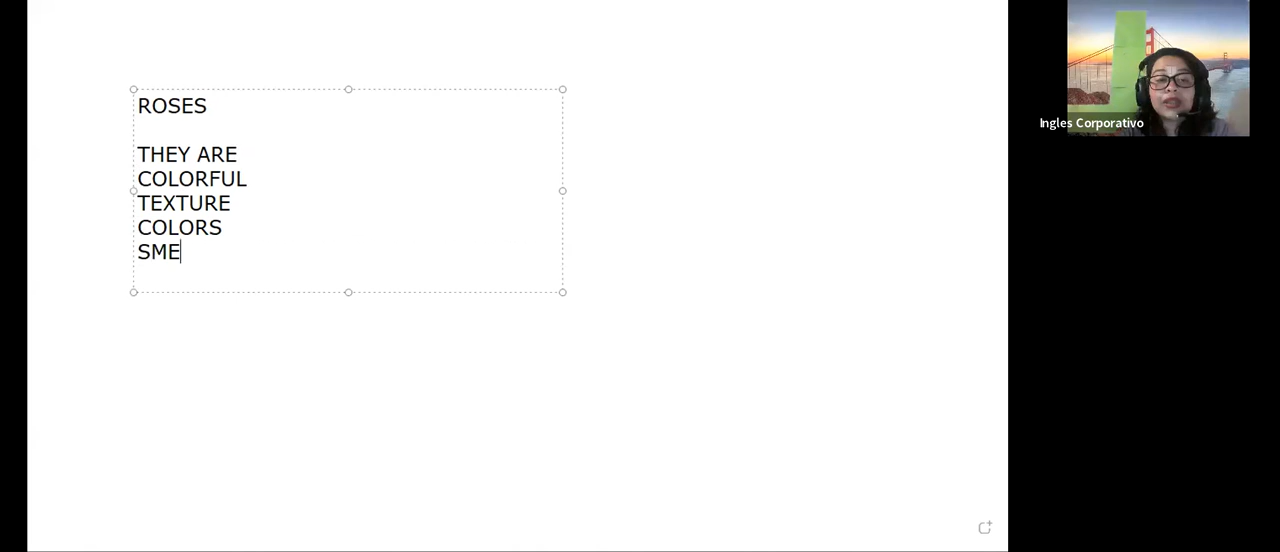 ROSES
THEY ARE
COLORFUL
TEXTURE
COLORS
SME
Ingles Corporativo